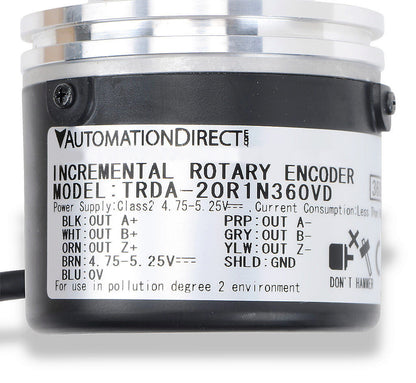 AUTOMATIONDIRECT
INCREMENTAL ROTARY ENCODER
MODEL:TRDA-20R1N360VD
Power Supply:Class2 4.75-5.25V⎓, Current Consumption:Less
BLK:OUT A+ PRP:OUT A-
WHT:OUT B+ GRY:OUT B-
ORN:OUT Z+ YLW:OUT Z-
BRN:4.75-5.25V⎓ SHLD:GND
BLU:0V
DON'T HAMMER
For use in pollution degree 2 environment